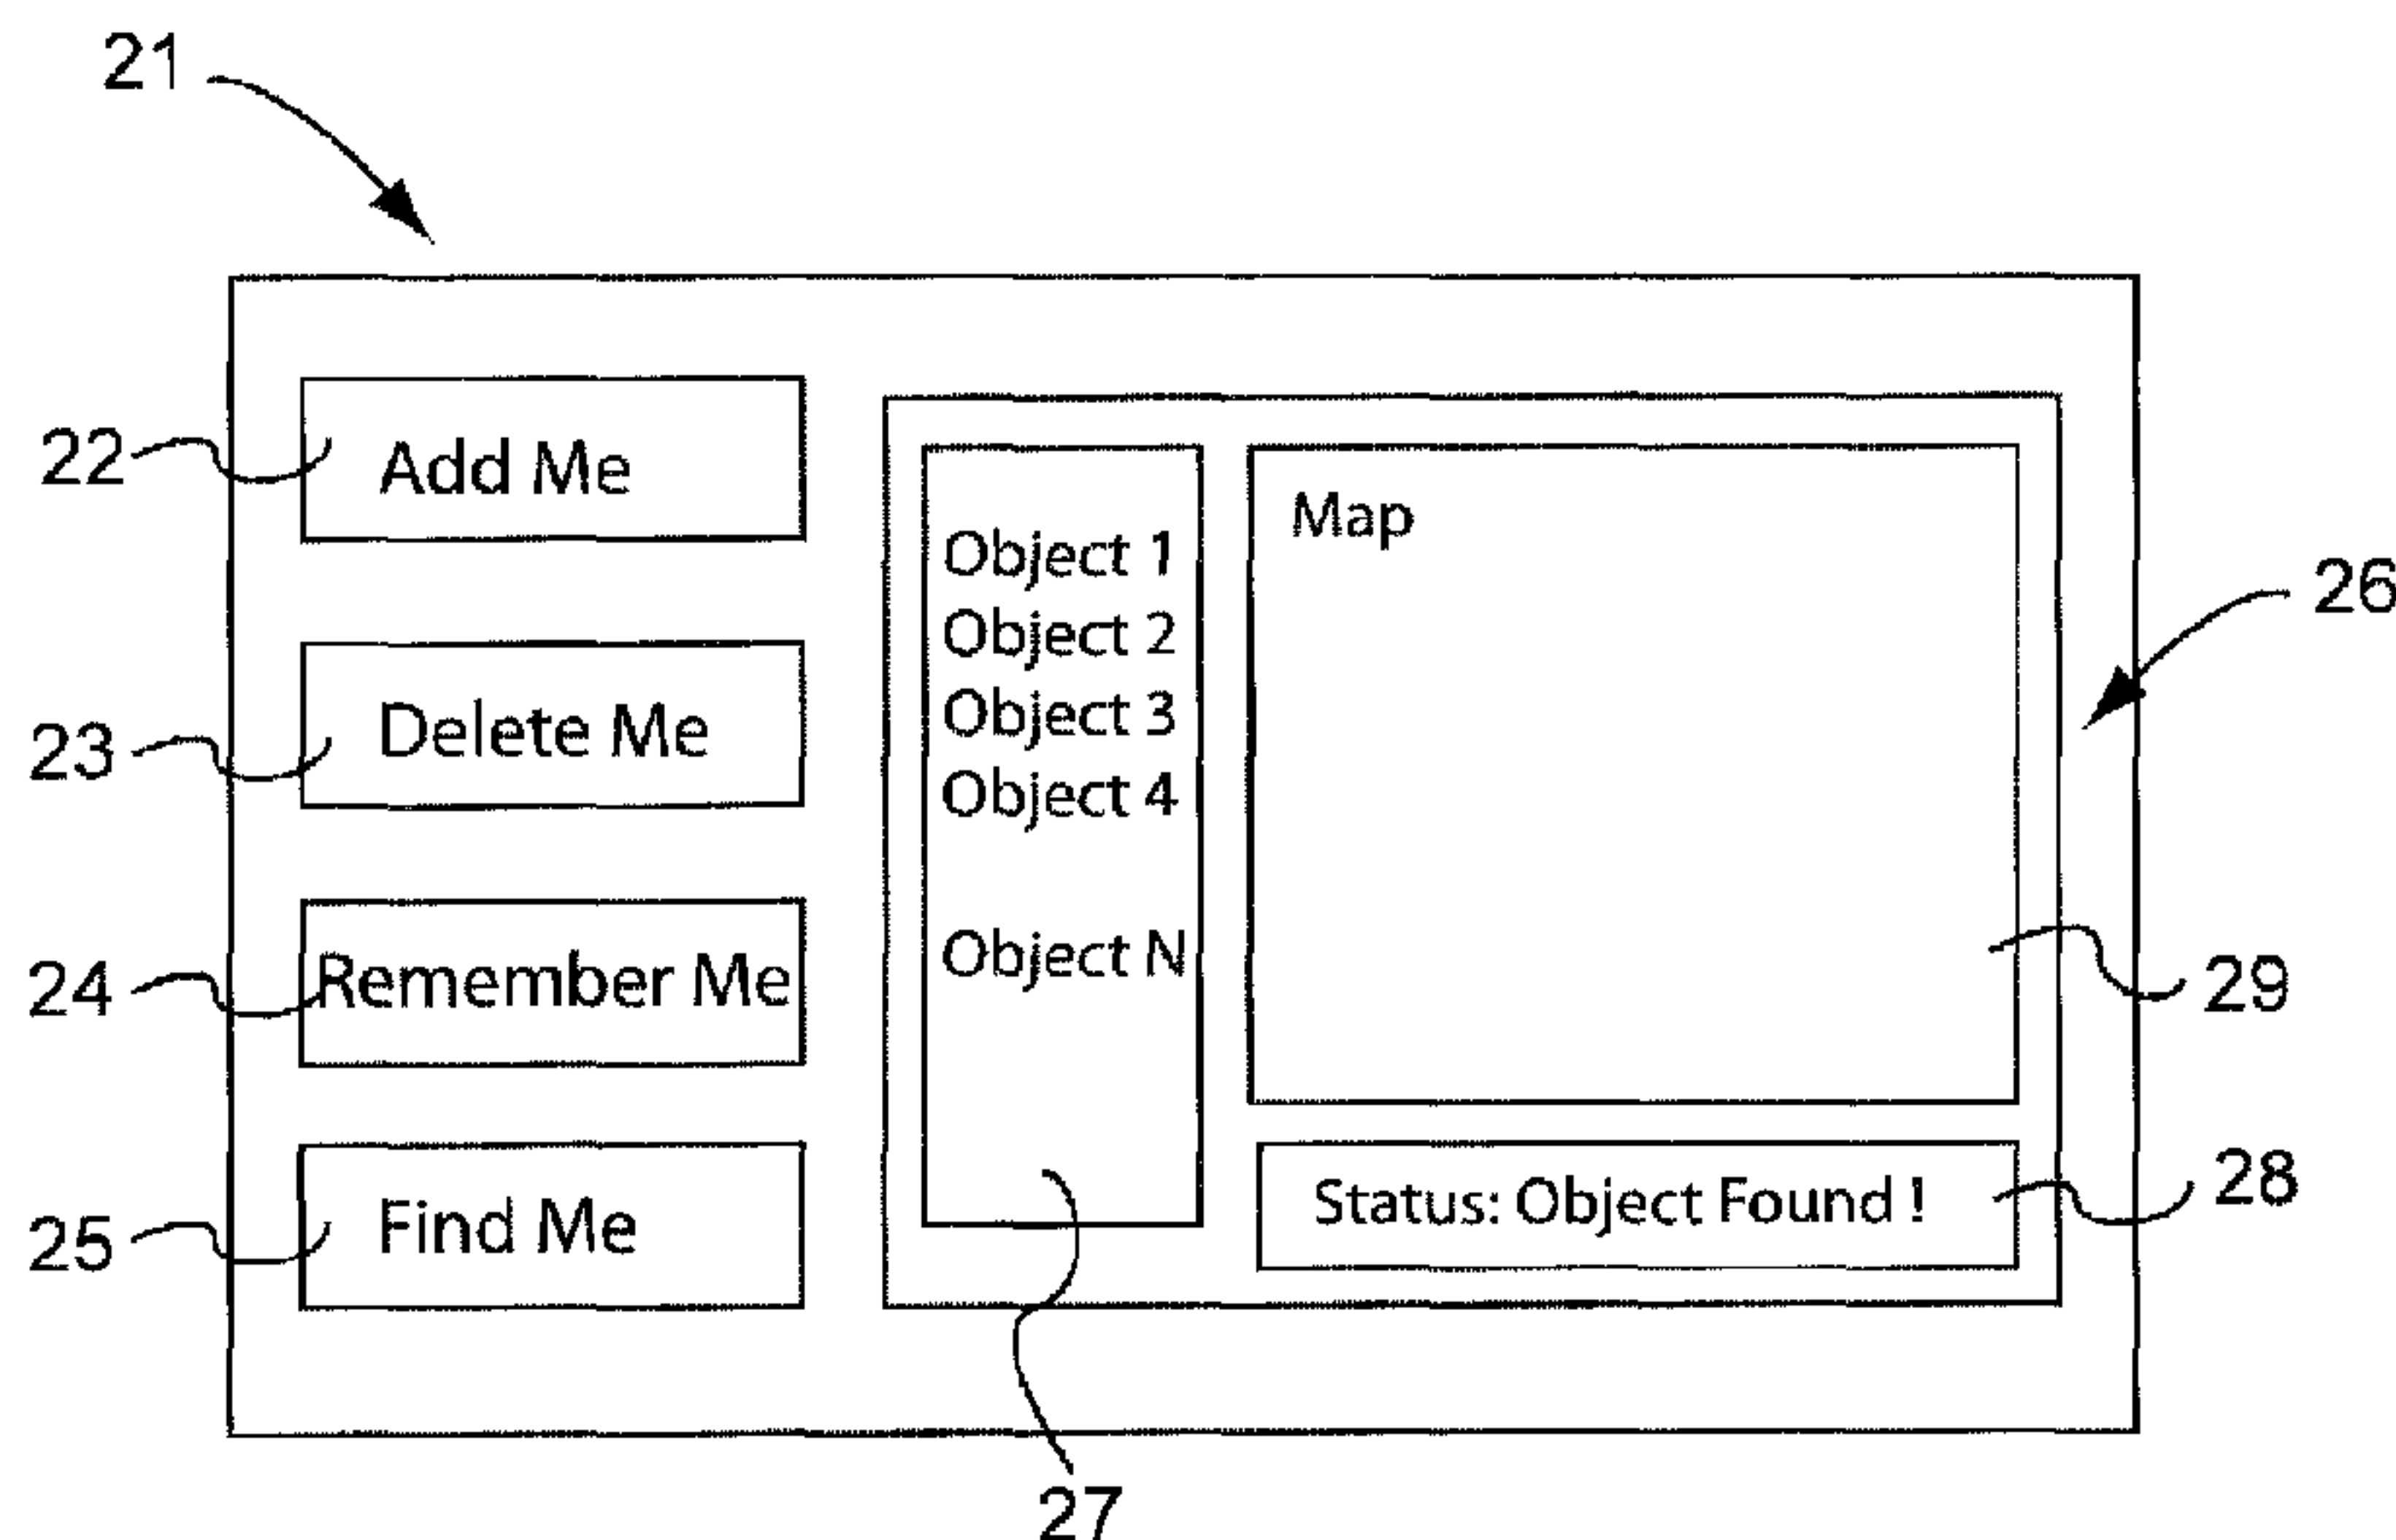 21
22
Add Me
23
Delete Me
24
Remember Me
25
Find Me
Object 1
Object 2
Object 3
Object 4
Object N
27
Map
26
29
Status: Object Found !
28